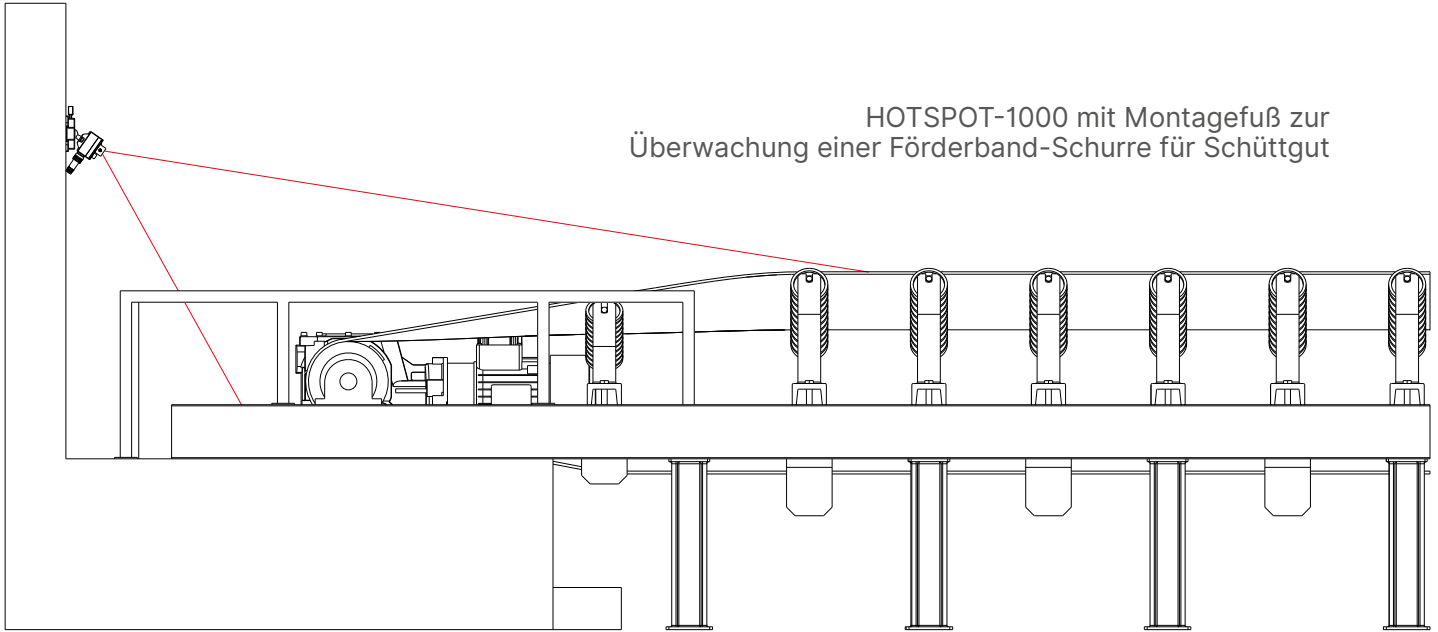 HOTSPOT-1000 mit Montagefuß zur
Überwachung einer Förderband-Schurre für Schüttgut